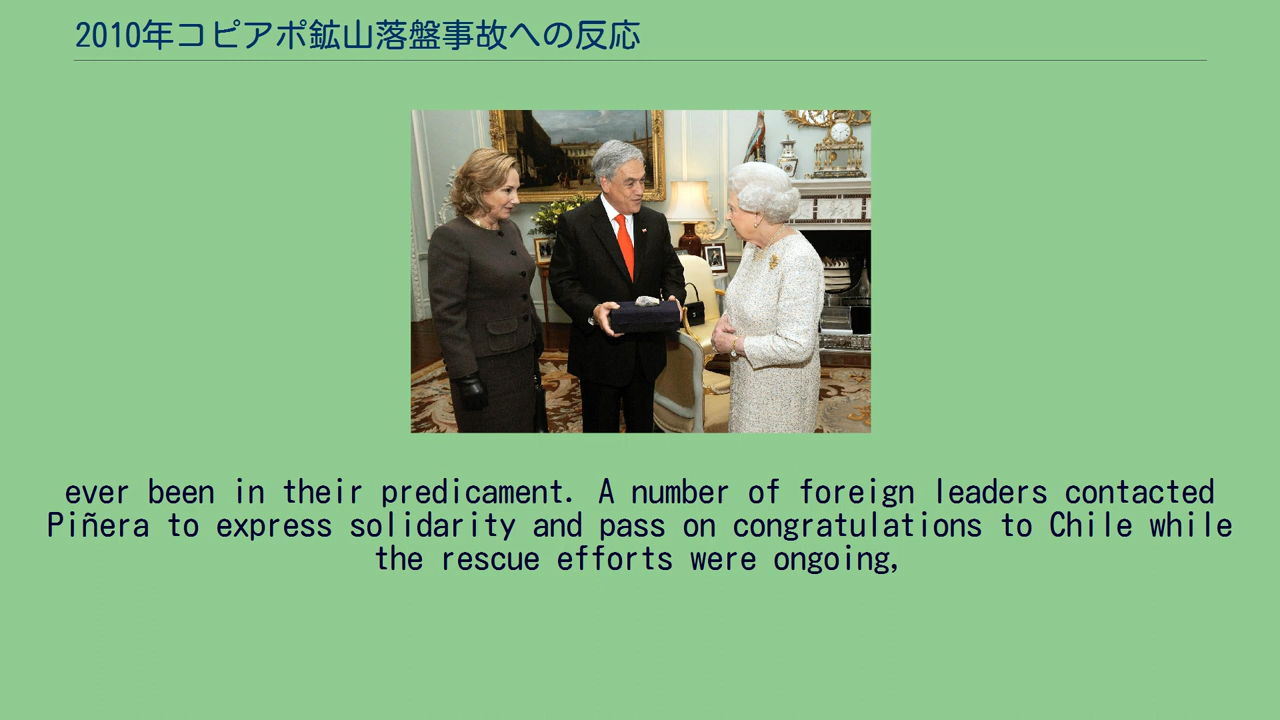 2010年コピアポ鉱山落盤事故への反応
ever been in their predicament. A number of foreign leaders contacted
Piñera to express solidarity and pass on congratulations to Chile while
the rescue efforts were ongoing,